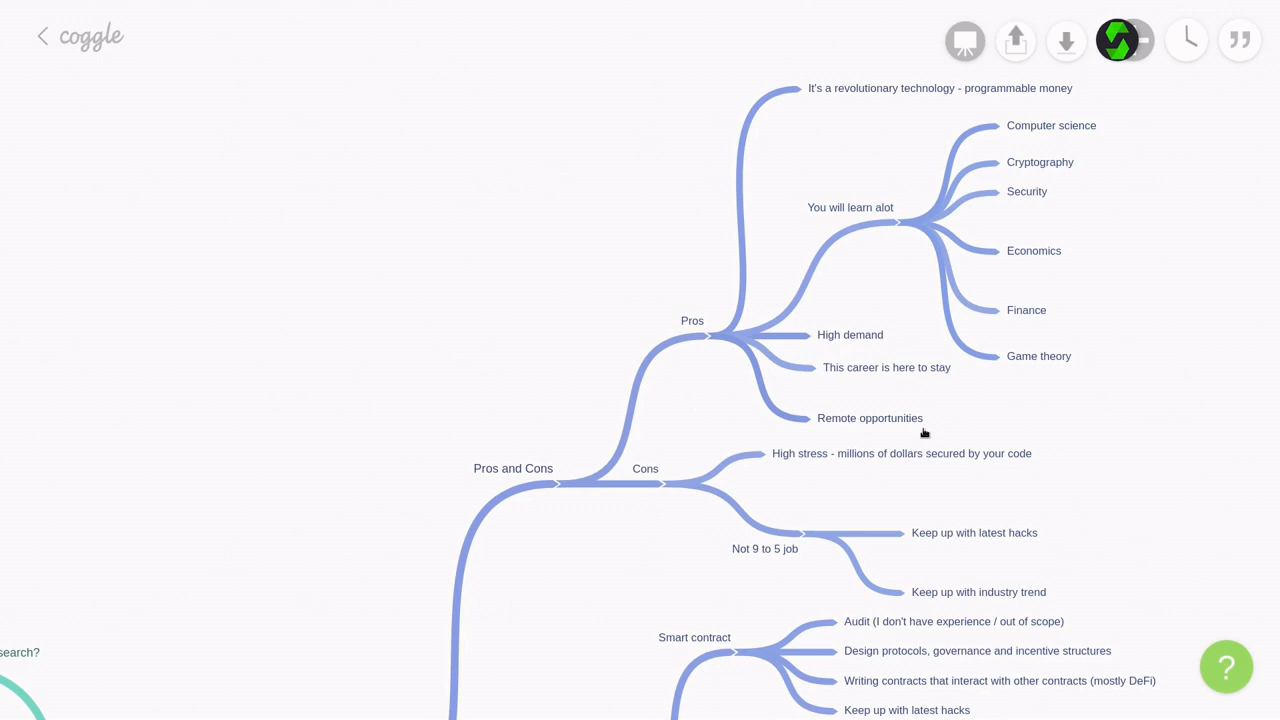 coggle
It's a revolutionary technology - programmable money
Computer science
Cryptography
Security
You will learn alot
Economics
Finance
Pros
High demand
Game theory
This career is here to stay
Remote opportunities
High stress - millions of dollars secured by your code
Pros and Cons
Cons
Keep up with latest hacks
Not 9 to 5 job
Keep up with industry trend
Audit (I don't have experience / out of scope)
Smart contract
Design protocols, governance and incentive structures
search?
Writing contracts that interact with other contracts (mostly DeFi)
Keep up with latest hacks
?